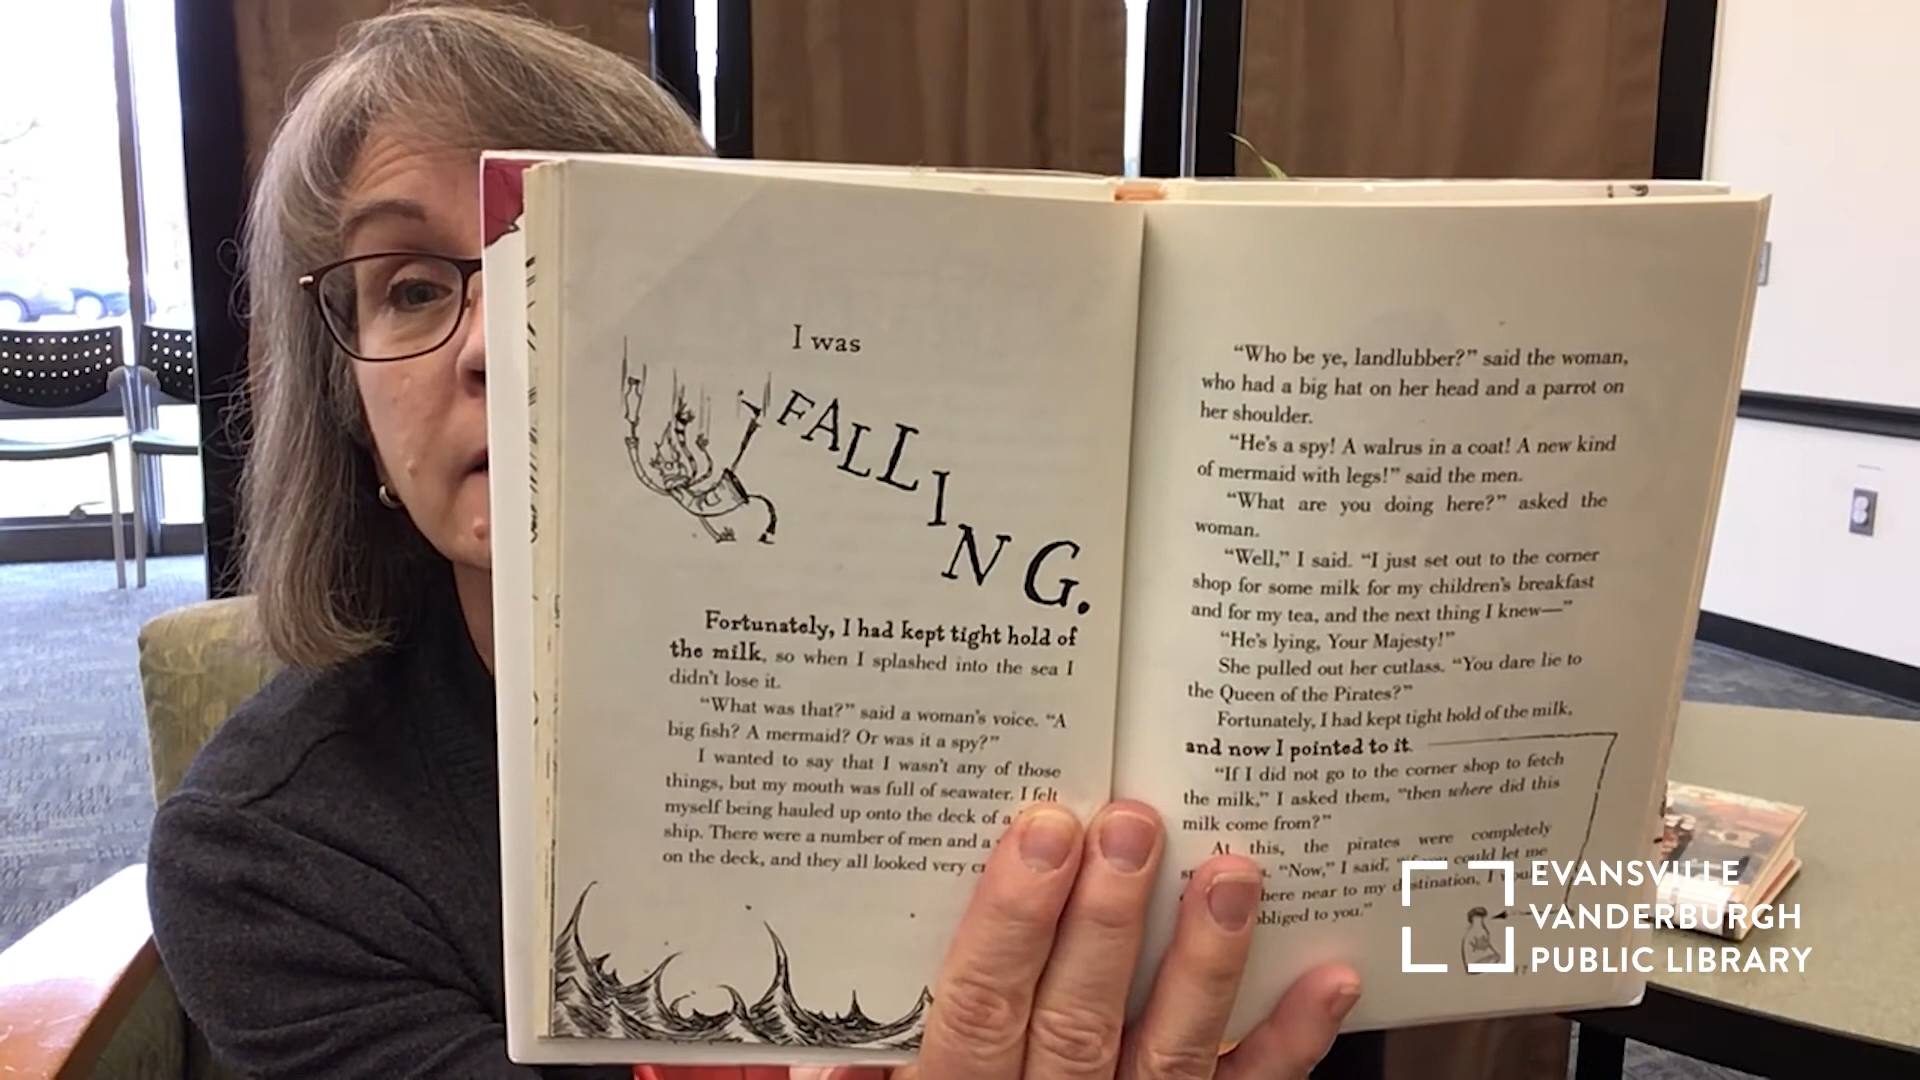 I was
FALLING.
Fortunately, I had kept tight hold of
the milk, so when I splashed into the sea I
didn't lose it.
"What was that?" said a woman's voice. "A
big fish? A mermaid? Or was it a spy?"
I wanted to say that I wasn't any of those
things, but my mouth was full of seawater. I felt
myself being hauled up onto the deck of a
ship. There were a number of men and a
on the deck, and they all looked very
"Who be ye, landlubber?" said the woman,
who had a big hat on her head and a parrot on
her shoulder.
"He's a spy! A walrus in a coat! A new kind
of mermaid with legs!" said the men.
"What are you doing here?" asked the
woman.
"Well," I said. "I just set out to the corner
shop for some milk for my children's breakfast
and for my tea, and the next thing I knew—"
"He's lying, Your Majesty!"
She pulled out her cutlass. "You dare lie to
the Queen of the Pirates?"
Fortunately, I had kept tight hold of the milk,
and now I pointed to it.
"If I did not go to the corner shop to fetch
the milk," I asked them, "then where did this
milk come from?"
At this, the pirates were completely
"Now," I said, could let me
near to my destination, I
obliged to you."
EVANSVILLE
VANDERBURGH
PUBLIC LIBRARY